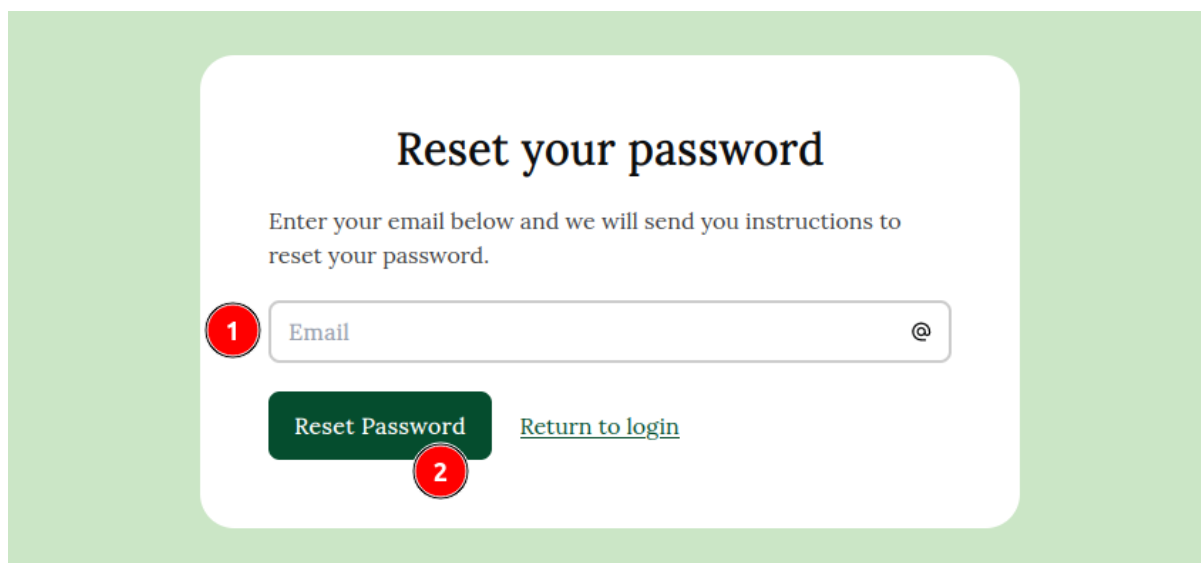 Reset your password
Enter your email below and we will send you instructions to
reset your password.
1
Email @
Reset Password
Return to login
2